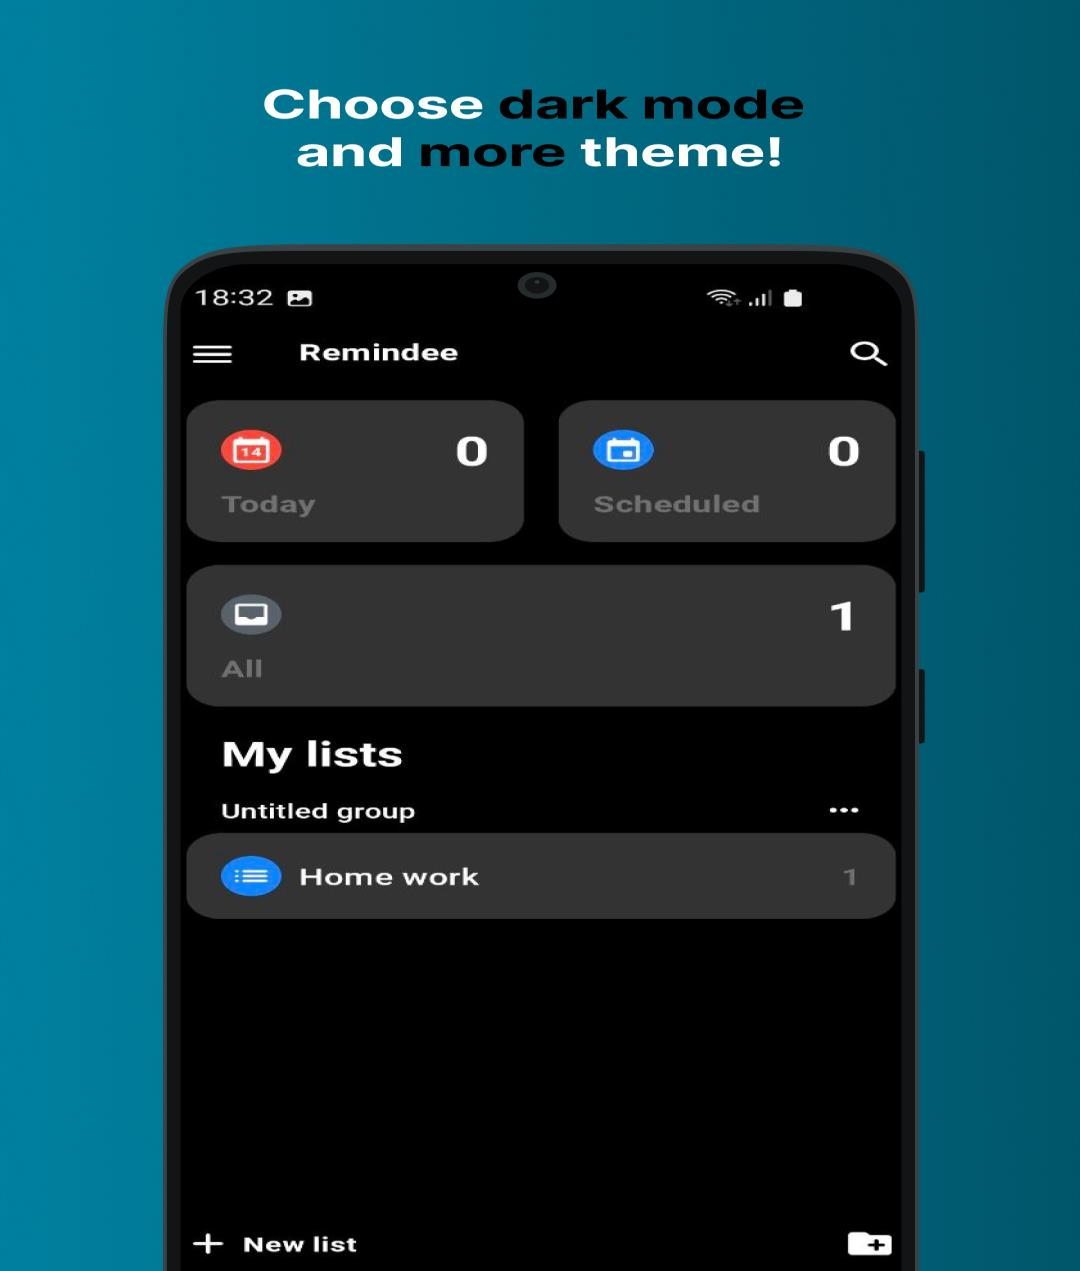 Choose dark mode
and more theme!
18:32
Remindee
14
0
Today
0
Scheduled
1
All
My lists
Untitled group
Home work
1
New list